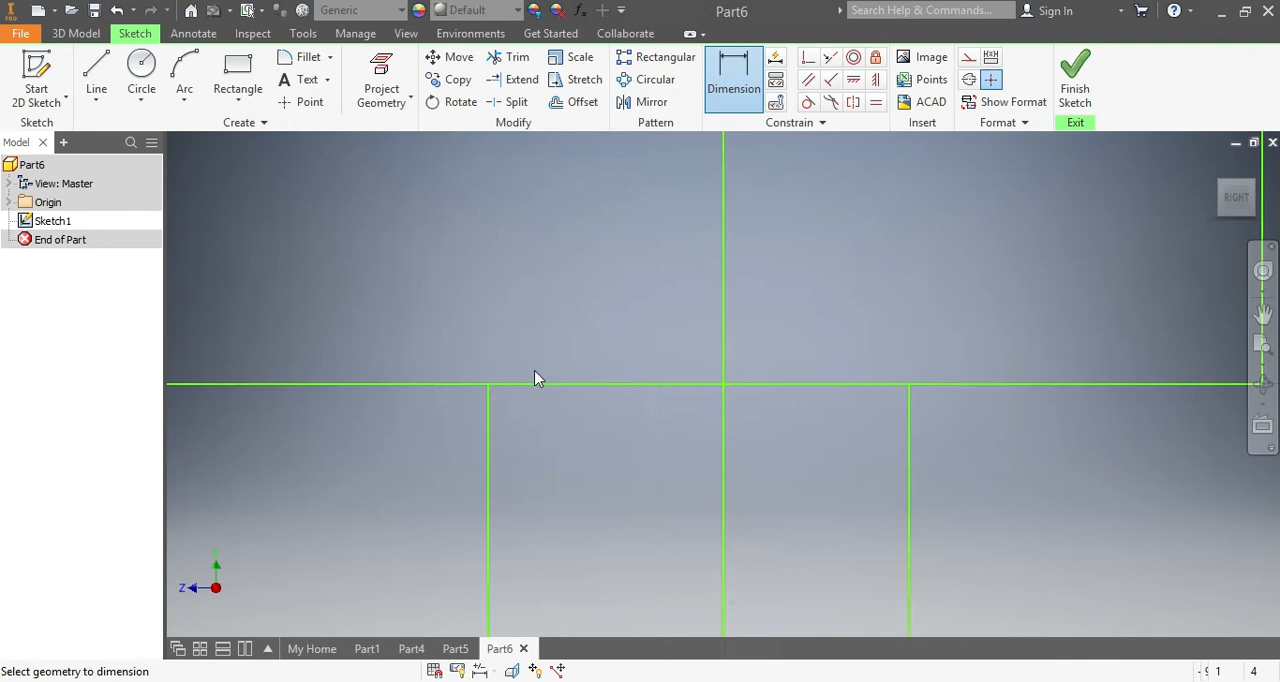 PRO
Generic
Default
fx
Part6
Search Help & Commands...
Sign In
File
3D Model
Sketch
Annotate
Inspect
Tools
Manage
View
Environments
Get Started
Collaborate
Start
2D Sketch
Line
Circle
Arc
Rectangle
Fillet
Text
Point
Project
Geometry
Move
Copy
Rotate
Trim
Extend
Split
Scale
Stretch
Offset
Rectangular
Circular
Mirror
Dimension
Image
Points
ACAD
Show Format
Finish
Sketch
Sketch
Create
Modify
Pattern
Constrain
Insert
Format
Exit
Model
Part6
View: Master
Origin
Sketch1
End of Part
RIGHT
Z
My Home
Part1
Part4
Part5
Part6
Select geometry to dimension
1
4